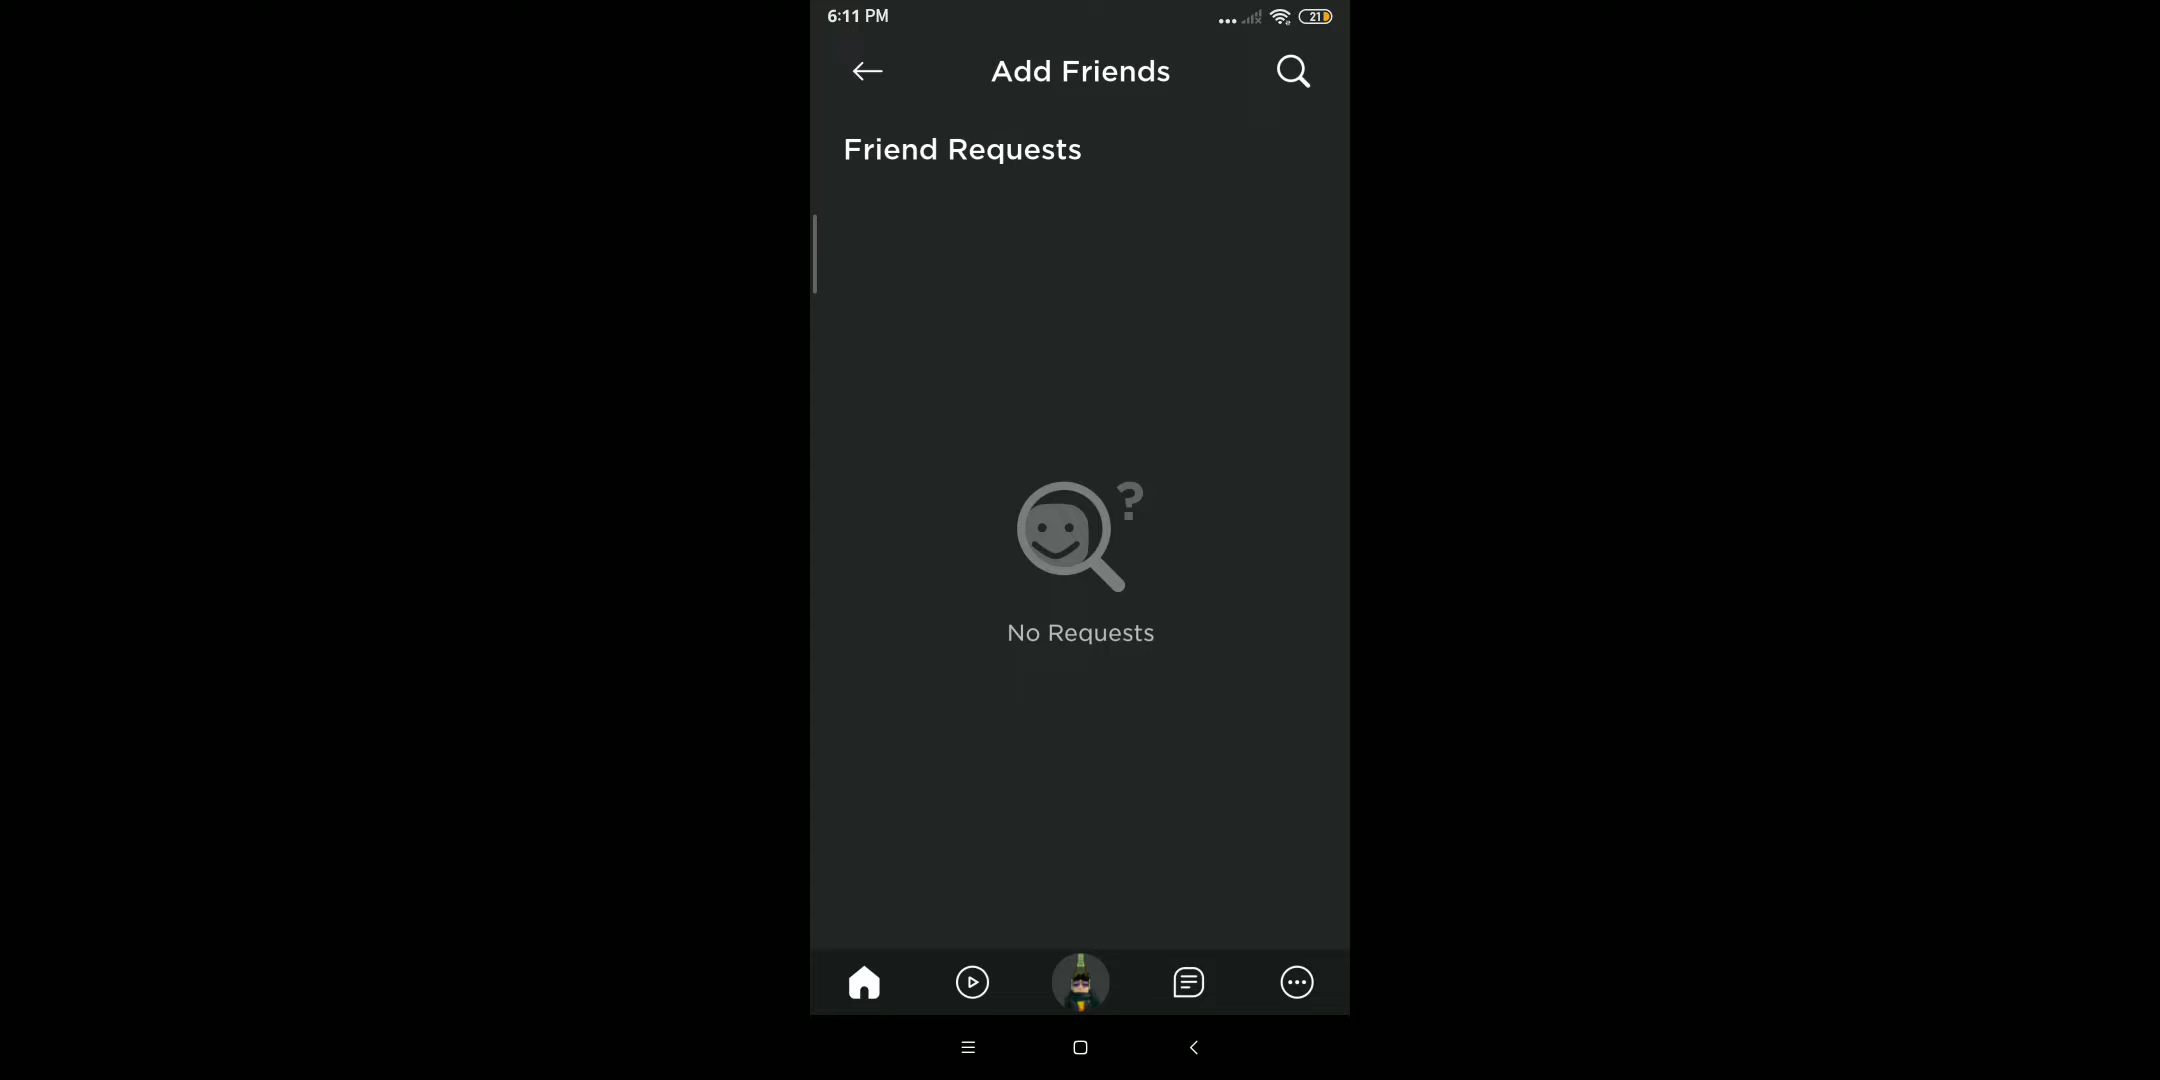 6:11 PM
21
Add Friends
Friend Requests
?
No Requests